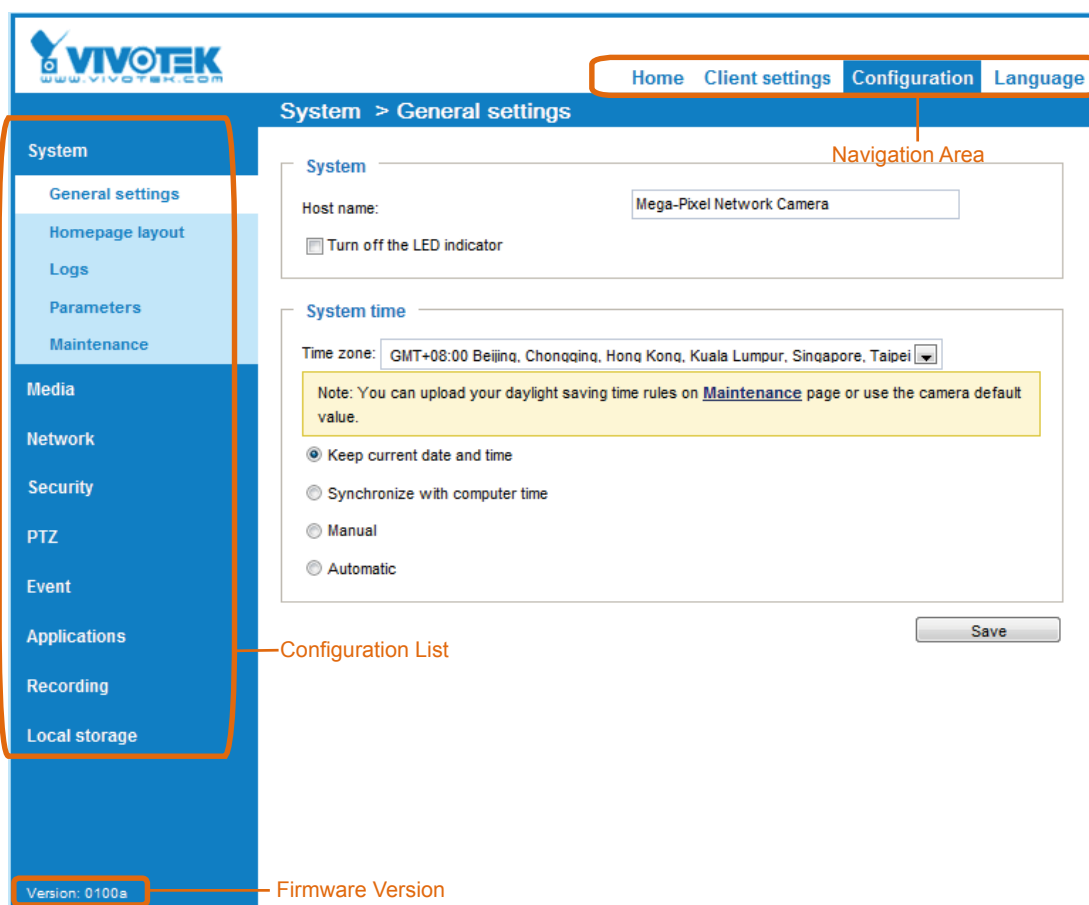 VIVOTEK
www.vivotek.com
Home Client settings Configuration Language
System > General settings
Navigation Area
System
General settings
Homepage layout
Logs
Parameters
Maintenance
Media
Network
Security
PTZ
Event
Applications
Recording
Local storage
Version: 0100a
System
Host name: Mega-Pixel Network Camera
Turn off the LED indicator
System time
Time zone: GMT+08:00 Beijing, Chongqing, Hong Kong, Kuala Lumpur, Singapore, Taipei
Note: You can upload your daylight saving time rules on Maintenance page or use the camera default
value.
Keep current date and time
Synchronize with computer time
Manual
Automatic
Save
Configuration List
Firmware Version